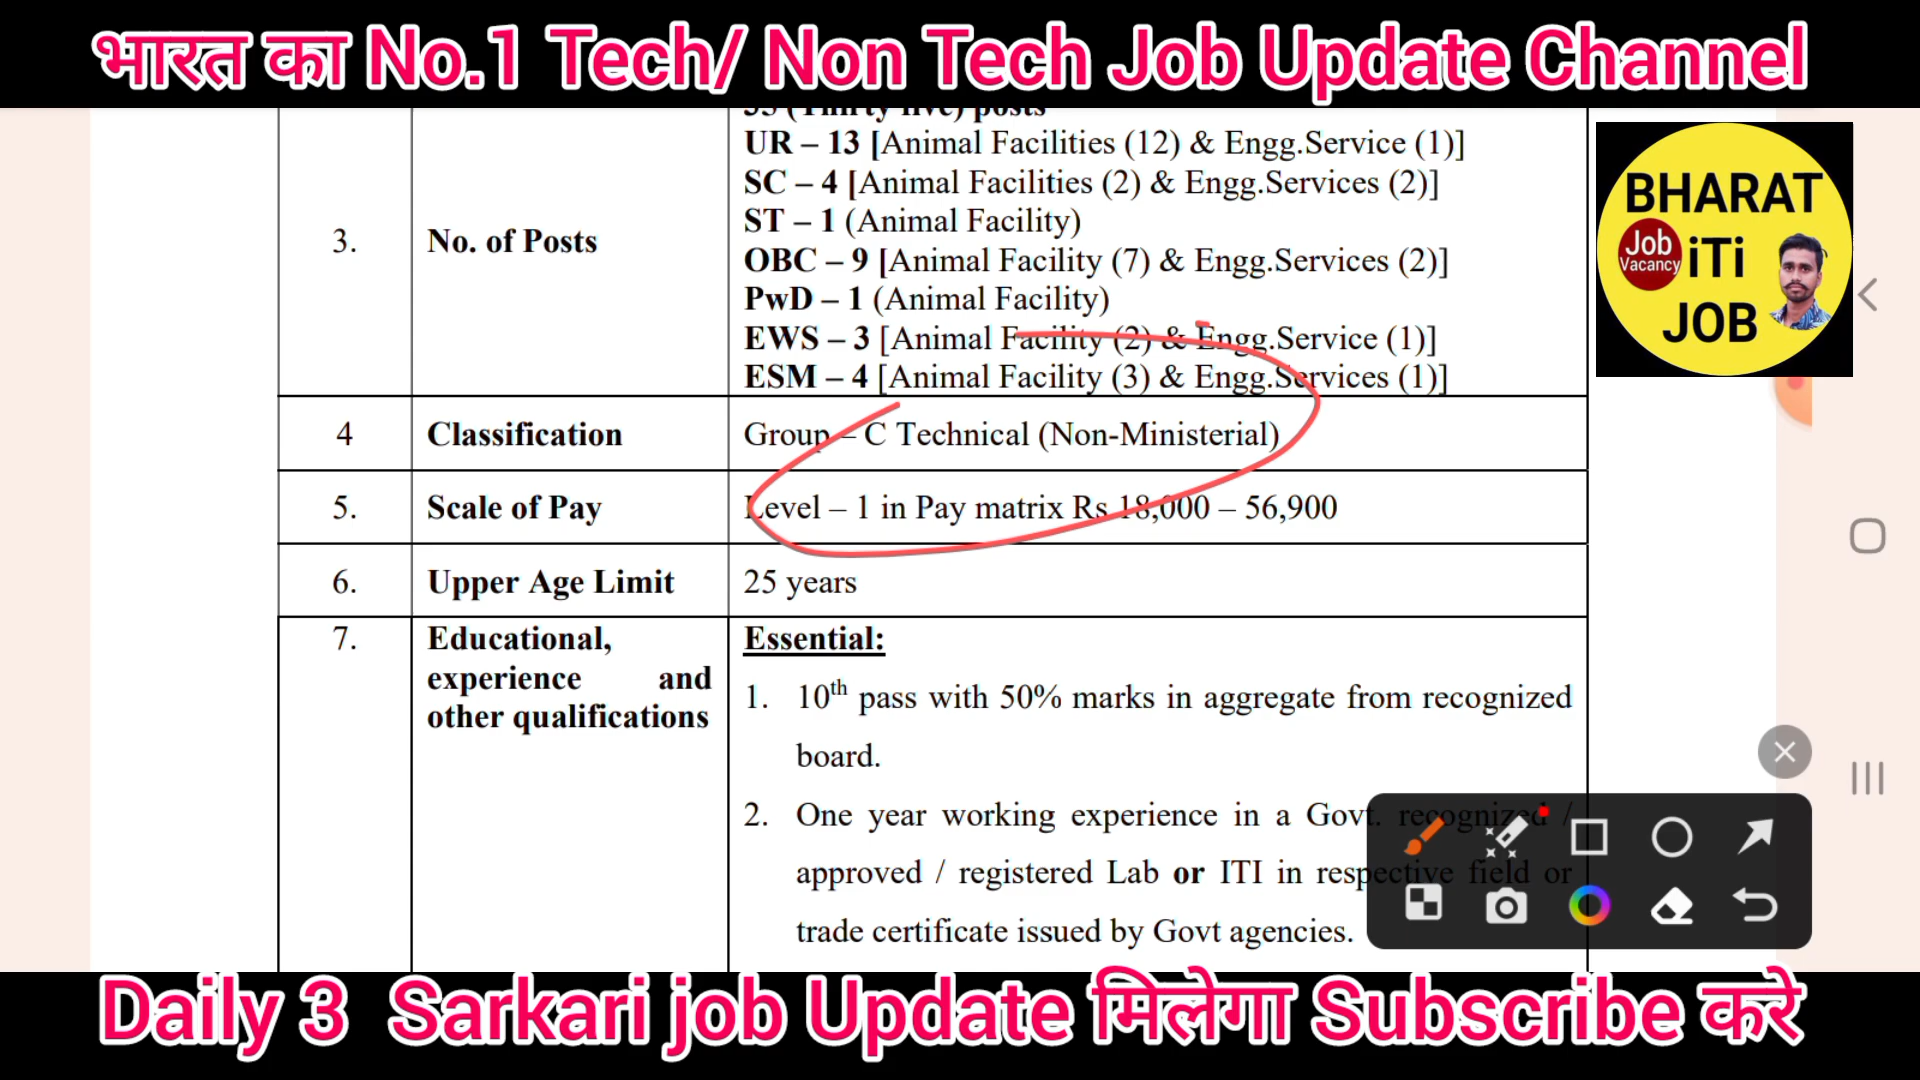 भारत का No.1 Tech/ Non Tech Job Update Channel
35 (Thirty five) posts
UR – 13 [Animal Facilities (12) & Engg.Service (1)]
SC – 4 [Animal Facilities (2) & Engg.Services (2)]
ST – 1 (Animal Facility)
3. No. of Posts
OBC – 9 [Animal Facility (7) & Engg.Services (2)]
PwD – 1 (Animal Facility)
EWS – 3 [Animal Facility (2) & Engg.Service (1)]
ESM – 4 [Animal Facility (3) & Engg.Services (1)]
4 Classification Group – C Technical (Non-Ministerial)
5. Scale of Pay Level – 1 in Pay matrix Rs 18,000 – 56,900
6. Upper Age Limit 25 years
7. Educational, experience and other qualifications
Essential:
1. 10th pass with 50% marks in aggregate from recognized
board.
2. One year working experience in a Govt. recognized /
approved / registered Lab or ITI in respective field or
trade certificate issued by Govt agencies.
BHARAT
Job
Vacancy
iTi
JOB
Daily 3 Sarkari job Update मिलेगा Subscribe करे